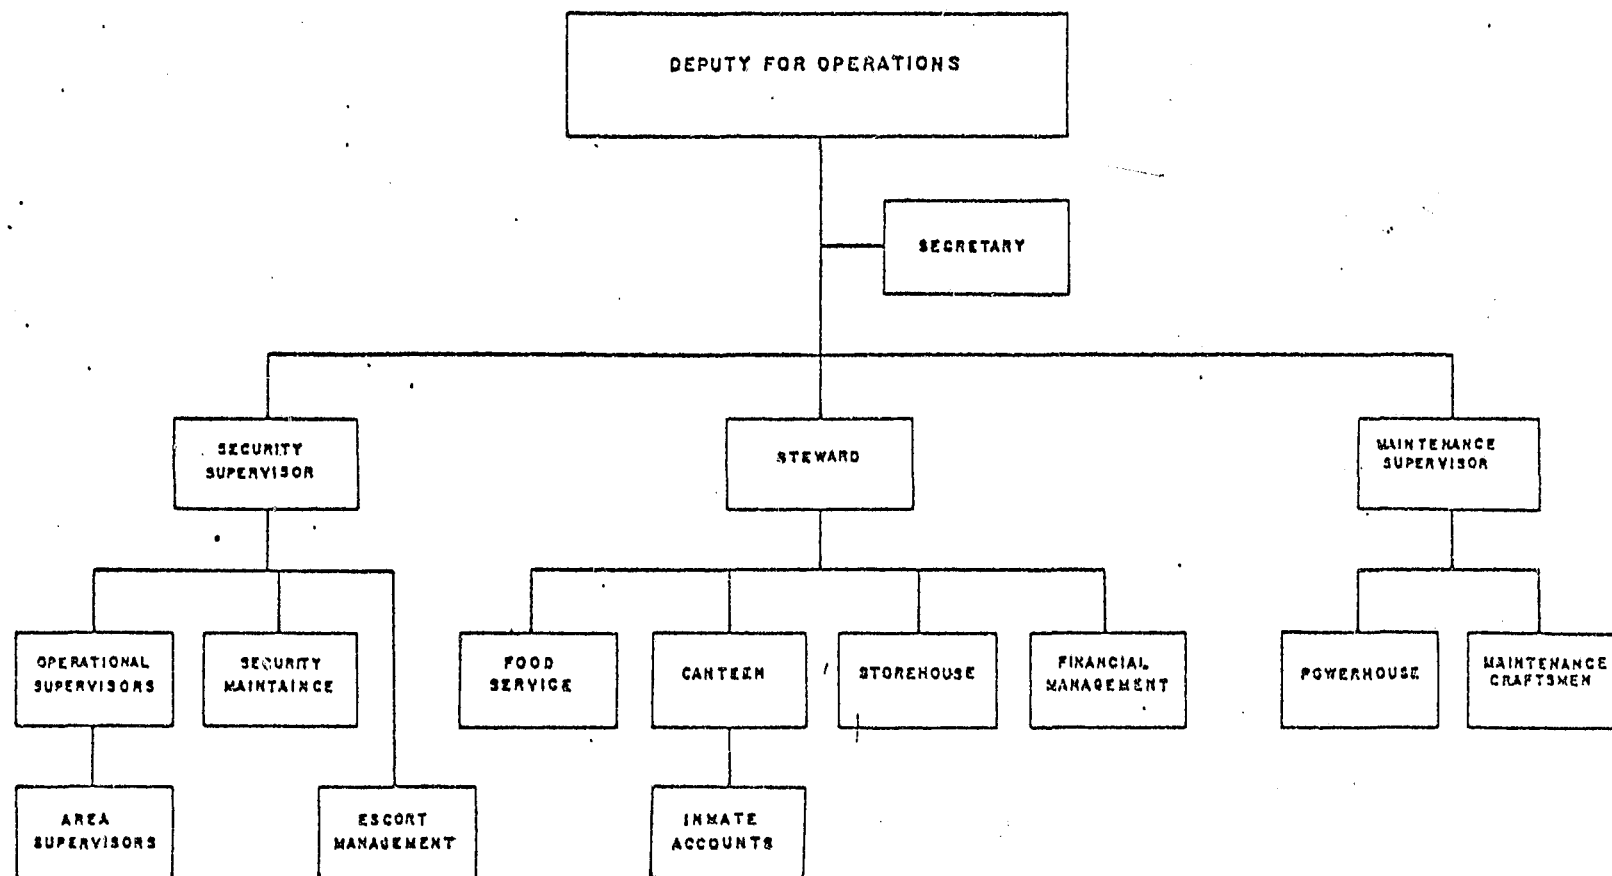 DEPUTY FOR OPERATIONS
SECRETARY
SECURITY
SUPERVISOR
STEWARD
MAINTENANCE
SUPERVISOR
OPERATIONAL
SUPERVISORS
SECURITY
MAINTAINCE
FOOD
SERVICE
CANTEEN
STOREHOUSE
FINANCIAL
MANAGEMENT
POWERHOUSE
MAINTENANCE
CRAFTSMEN
AREA
SUPERVISORS
ESCORT
MANAGEMENT
INMATE
ACCOUNTS